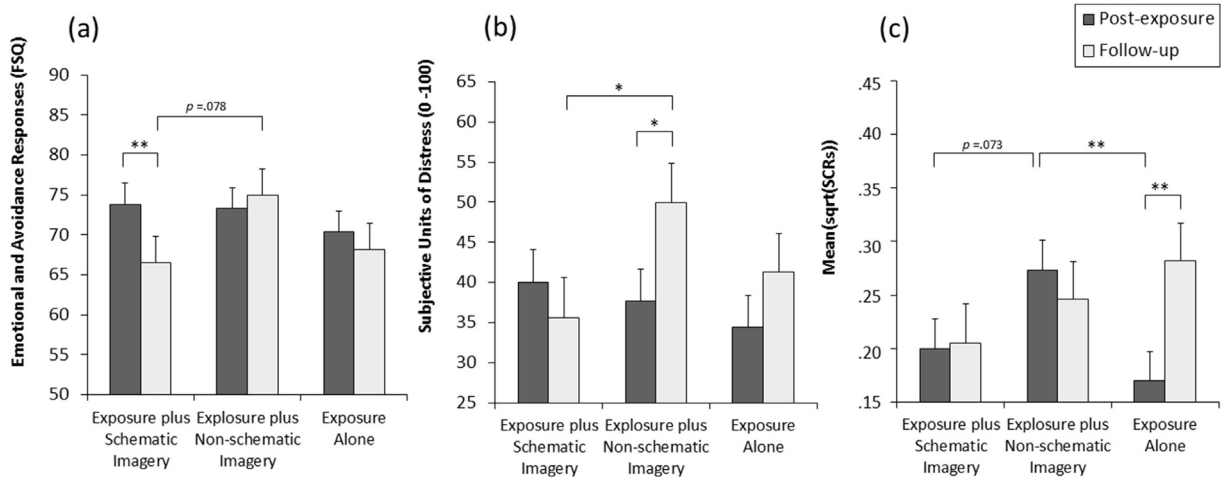 (a)
Emotional and Avoidance Responses (FSQ)
90
85
80
75
70
65
60
55
50
**
p =.078
Exposure plus
Schematic
Imagery
Explosure plus
Non-schematic
Imagery
Exposure
Alone
(b)
Subjective Units of Distress (0 -100)
65
60
55
50
45
40
35
30
25
*
*
Exposure plus
Schematic
Imagery
Explosure plus
Non-schematic
Imagery
Exposure
Alone
(c)
Post-exposure
Follow-up
Mean(sqrt(SCRs))
.45
.40
.35
.30
.25
.20
.15
p =.073
**
**
Exposure plus
Schematic
Imagery
Explosure plus
Non-schematic
Imagery
Exposure
Alone